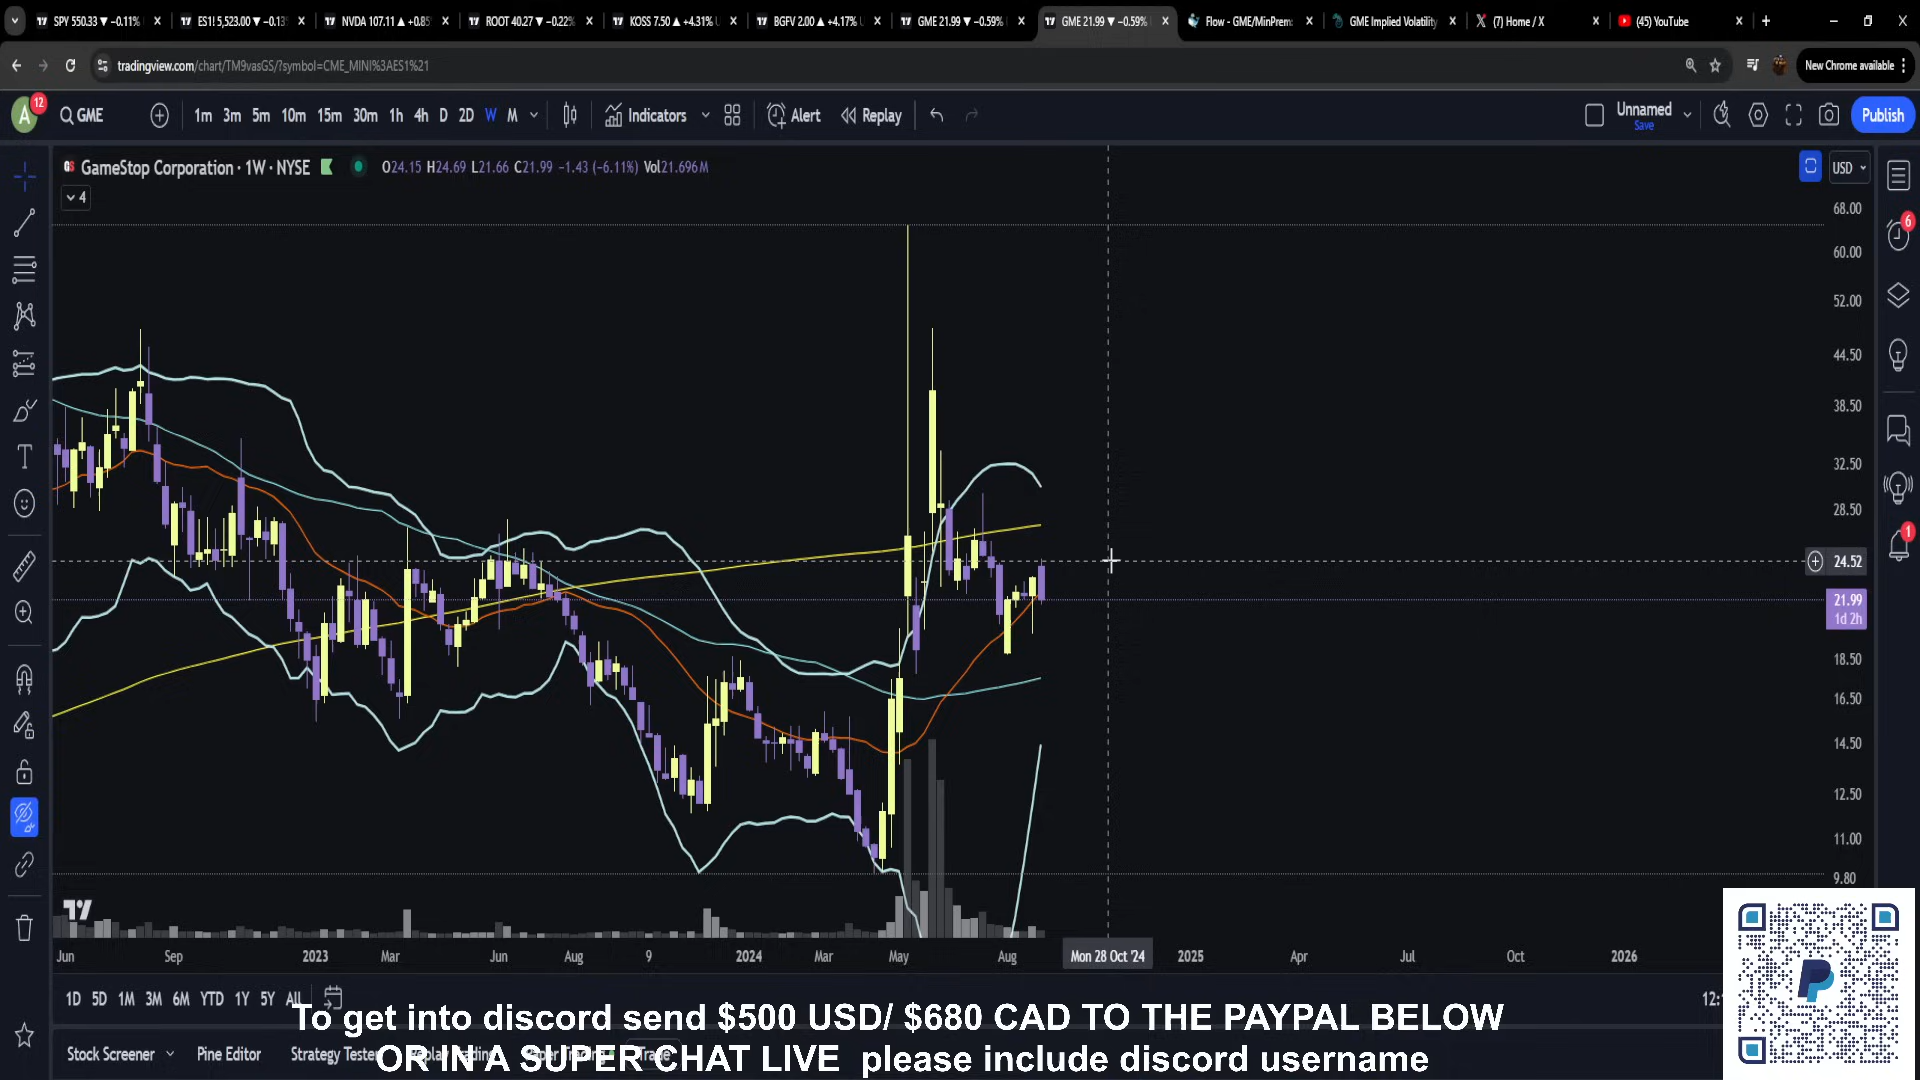 SPY 550.33 ▼ −0.11%
ES1! 5,523.00 ▼ −0.13%
NVDA 107.11 ▲ +0.85
ROOT 40.27 ▼ −0.22%
KOSS 7.50 ▲ +4.31% U
BGFV 2.00 ▲ +4.17% U
GME 21.99 ▼ −0.59%
GME 21.99 ▼ −0.59%
Flow - GME/MinPrem:
GME Implied Volatility
(7) Home / X
(45) YouTube
tradingview.com/chart/TM9vasGS/?symbol=CME_MINI%3AES1%21
New Chrome available
A 12
GME
1m 3m 5m 10m 15m 30m 1h 4h D 2D W M
Indicators
Alert
Replay
Unnamed
Save
Publish
GameStop Corporation · 1W · NYSE
O24.15 H24.69 L21.66 C21.99 −1.43 (−6.11%) Vol21.696M
USD
4
68.00
60.00
52.00
44.50
38.50
32.50
28.50
24.52
21.99
1d 2h
18.50
16.50
14.50
12.50
11.00
9.80
6
1
Jun Sep 2023 Mar Jun Aug 9 2024 Mar May Aug Mon 28 Oct '24 2025 Apr Jul Oct 2026
1D 5D 1M 3M 6M YTD 1Y 5Y All
To get into discord send $500 USD/ $680 CAD TO THE PAYPAL BELOW
OR IN A SUPER CHAT LIVE please include discord username
Stock Screener
Pine Editor
Strategy Tester
Trade